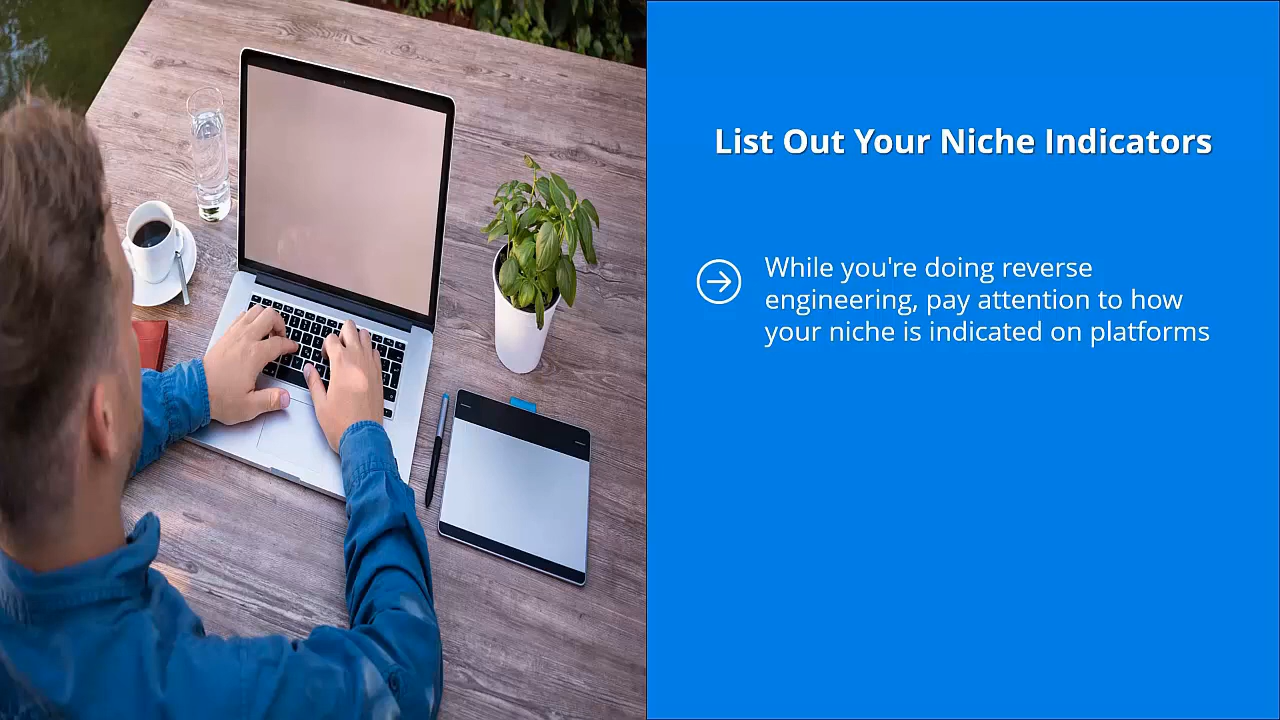 List Out Your Niche Indicators
While you're doing reverse
engineering, pay attention to how
your niche is indicated on platforms